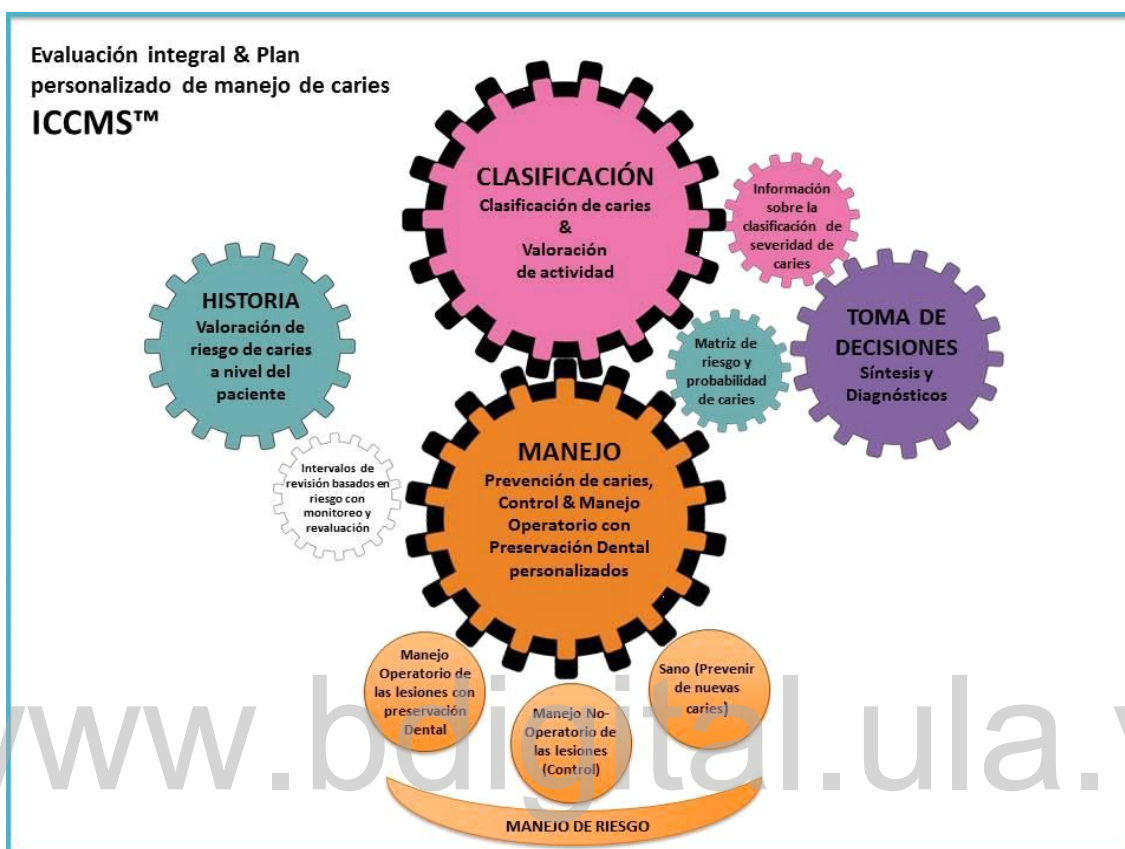 Evaluación integral & Plan
personalizado de manejo de caries
ICCMS™
CLASIFICACIÓN
Clasificación de caries
&
Valoración
de actividad
Información
sobre la
clasificación de
severidad de
caries
HISTORIA
Valoración de
riesgo de caries
a nivel del
paciente
TOMA DE
DECISIONES
Síntesis y
Diagnósticos
Matriz de
riesgo y
probabilidad
de caries
MANEJO
Prevención de caries,
Control & Manejo
Operatorio con
Preservación Dental
personalizados
Intervalos de
revisión basados en
riesgo con
monitoreo y
revaluación
Manejo
Operatorio de
las lesiones con
preservación
Dental
Manejo No-
Operatorio de
las lesiones
(Control)
Sano (Prevenir
de nuevas
caries)
MANEJO DE RIESGO
www.bdigital.ula.v